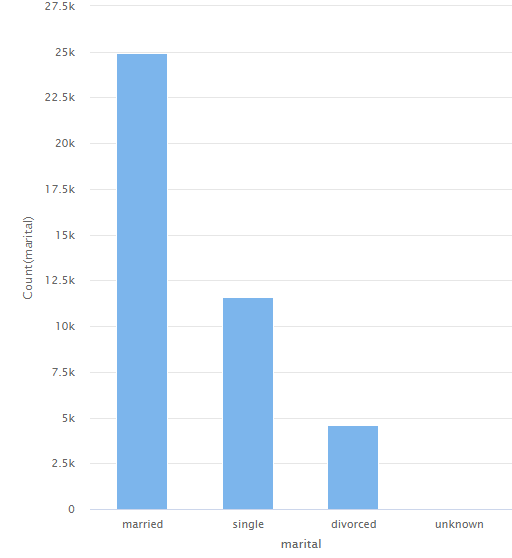 27.5k
25k
22.5k
20k
17.5k
15k
12.5k
10k
7.5k
5k
2.5k
0
Count(marital)
married single divorced unknown
marital